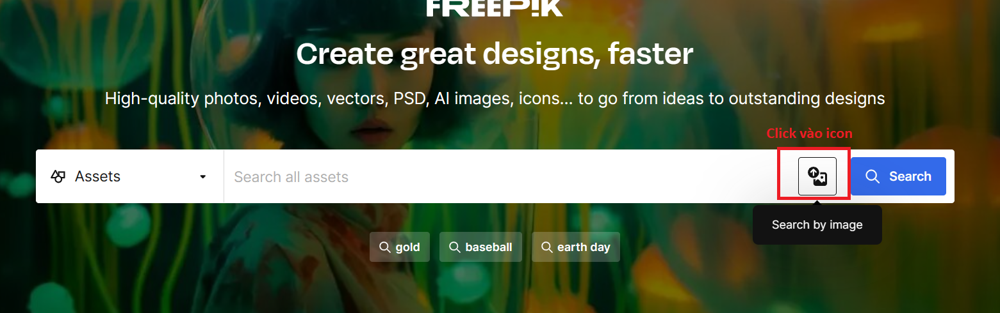 FREEP!K
Create great designs, faster
High-quality photos, videos, vectors, PSD, AI images, icons... to go from ideas to outstanding designs
Click vào icon
Assets Search all assets Search
Search by image
gold baseball earth day